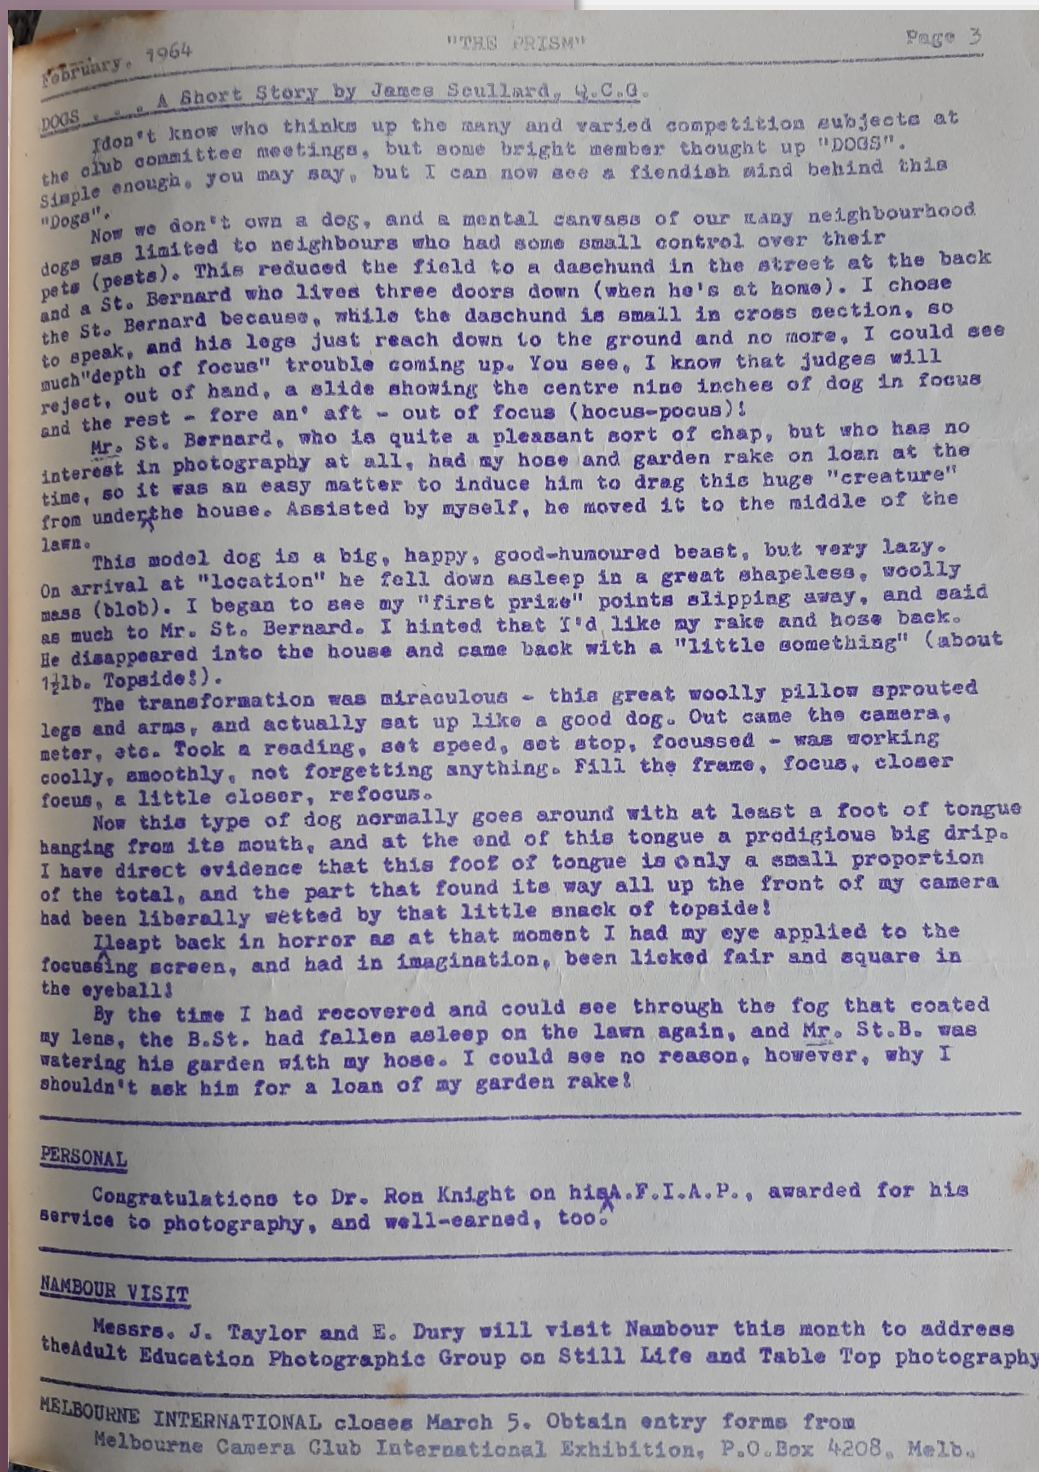 February, 1964 "THE PRISM" Page 3
DOGS . . . A Short Story by James Scullard, Q.C.G.
Idon't know who thinks up the many and varied competition subjects at
the club committee meetings, but some bright member thought up "DOGS".
Simple enough, you may say, but I can now see a fiendish mind behind this
"Dogs".
Now we don't own a dog, and a mental canvass of our many neighbourhood
dogs was limited to neighbours who had some small control over their
pets (pests). This reduced the field to a daschund in the street at the back
and a St. Bernard who lives three doors down (when he's at home). I chose
the St. Bernard because, while the daschund is small in cross section, so
to speak, and his legs just reach down to the ground and no more, I could see
much"depth of focus" trouble coming up. You see, I know that judges will
reject, out of hand, a slide showing the centre nine inches of dog in focus
and the rest - fore an' aft - out of focus (hocus-pocus)!
Mr. St. Bernard, who is quite a pleasant sort of chap, but who has no
interest in photography at all, had my hose and garden rake on loan at the
time, so it was an easy matter to induce him to drag this huge "creature"
from underthe house. Assisted by myself, he moved it to the middle of the
lawn.
This model dog is a big, happy, good-humoured beast, but very lazy.
On arrival at "location" he fell down asleep in a great shapeless, woolly
mass (blob). I began to see my "first prize" points slipping away, and said
as much to Mr. St. Bernard. I hinted that I'd like my rake and hose back.
He disappeared into the house and came back with a "little something" (about
1½lb. Topside!).
The transformation was miraculous - this great woolly pillow sprouted
legs and arms, and actually sat up like a good dog. Out came the camera,
meter, etc. Took a reading, set speed, set stop, focussed - was working
coolly, smoothly, not forgetting anything. Fill the frame, focus, closer
focus, a little closer, refocus.
Now this type of dog normally goes around with at least a foot of tongue
hanging from its mouth, and at the end of this tongue a prodigious big drip.
I have direct evidence that this foot of tongue is only a small proportion
of the total, and the part that found its way all up the front of my camera
had been liberally wetted by that little snack of topside!
Ileapt back in horror as at that moment I had my eye applied to the
focussing screen, and had in imagination, been licked fair and square in
the eyeball!
By the time I had recovered and could see through the fog that coated
my lens, the B.St. had fallen asleep on the lawn again, and Mr. St.B. was
watering his garden with my hose. I could see no reason, however, why I
shouldn't ask him for a loan of my garden rake!
PERSONAL
Congratulations to Dr. Ron Knight on hisA.F.I.A.P., awarded for his
service to photography, and well-earned, too.
NAMBOUR VISIT
Messrs. J. Taylor and E. Dury will visit Nambour this month to address
theAdult Education Photographic Group on Still Life and Table Top photography
MELBOURNE INTERNATIONAL closes March 5. Obtain entry forms from
Melbourne Camera Club International Exhibition, P.O.Box 4208, Melb.